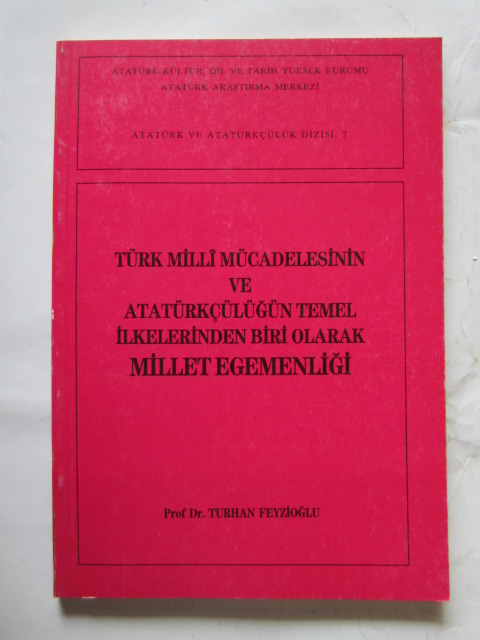 ATATÜRK KÜLTÜR, DİL VE TARİH YÜKSEK KURUMU
ATATÜRK ARAŞTIRMA MERKEZİ
ATATÜRK VE ATATÜRKÇÜLÜK DİZİSİ: 7
TÜRK MİLLÎ MÜCADELESİNİN
VE
ATATÜRKÇÜLÜĞÜN TEMEL
İLKELERİNDEN BİRİ OLARAK
MİLLET EGEMENLİĞİ
Prof Dr. TURHAN FEYZİOĞLU